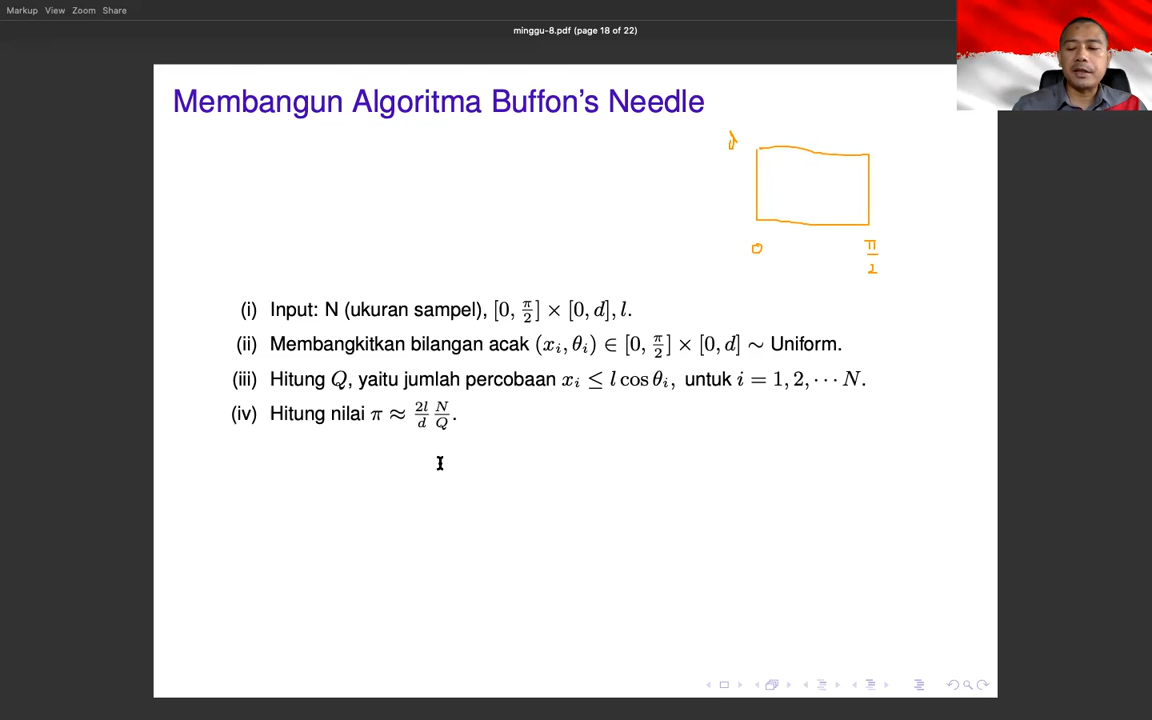 Markup View Zoom Share
minggu-8.pdf (page 18 of 22)
Membangun Algoritma Buffon's Needle
d
0
π/2
(i) Input: N (ukuran sampel), [0, π/2] × [0, d], l.
(ii) Membangkitkan bilangan acak (xᵢ, θᵢ) ∈ [0, π/2] × [0, d] ∼ Uniform.
(iii) Hitung Q, yaitu jumlah percobaan xᵢ ≤ l cos θᵢ, untuk i = 1, 2, ⋯ N.
(iv) Hitung nilai π ≈ 2l/d N/Q.